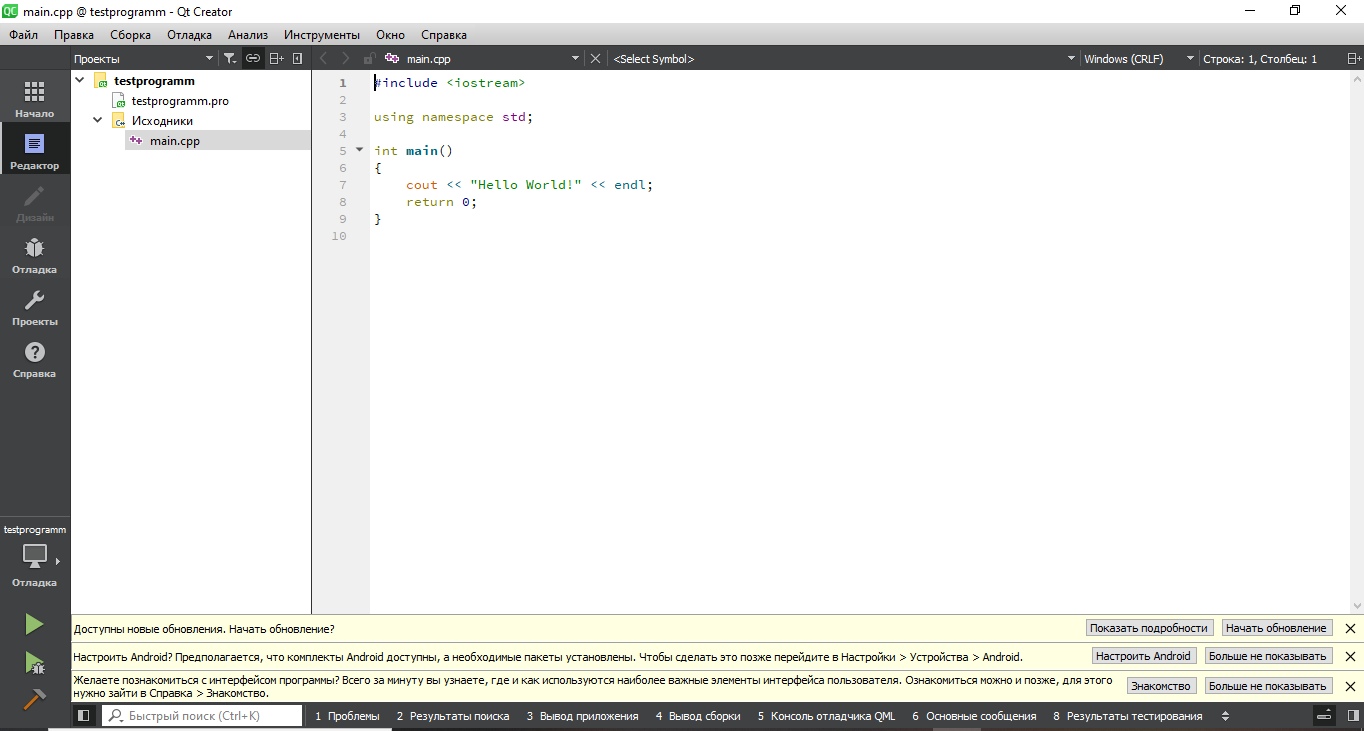 main.cpp @ testprogramm - Qt Creator
Файл Правка Сборка Отладка Анализ Инструменты Окно Справка
Проекты main.cpp <Select Symbol> Windows (CRLF) Строка: 1, Столбец: 1
Начало
Редактор
Дизайн
Отладка
Проекты
Справка
testprogramm
testprogramm.pro
Исходники
main.cpp
1 #include <iostream>
2
3 using namespace std;
4
5 int main()
6 {
7 cout << "Hello World!" << endl;
8 return 0;
9 }
10
testprogramm
Отладка
Доступны новые обновления. Начать обновление? Показать подробности Начать обновление
Настроить Android? Предполагается, что комплекты Android доступны, а необходимые пакеты установлены. Чтобы сделать это позже перейдите в Настройки > Устройства > Android. Настроить Android Больше не показывать
Желаете познакомиться с интерфейсом программы? Всего за минуту вы узнаете, где и как используются наиболее важные элементы интерфейса пользователя. Ознакомиться можно и позже, для этого
нужно зайти в Справка > Знакомство. Знакомство Больше не показывать
Быстрый поиск (Ctrl+K) 1 Проблемы 2 Результаты поиска 3 Вывод приложения 4 Вывод сборки 5 Консоль отладчика QML 6 Основные сообщения 8 Результаты тестирования